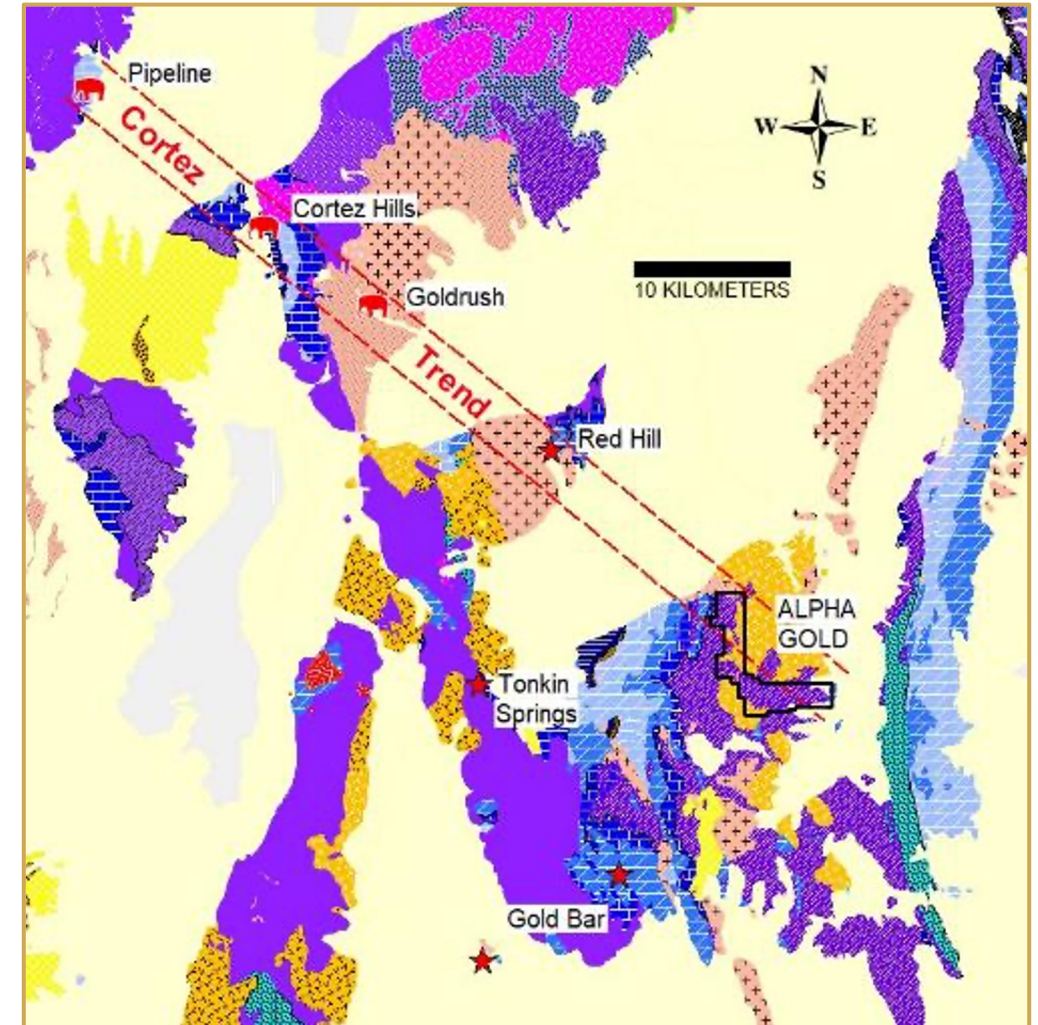 Pipeline
Cortez
N
W E
S
Cortez Hills
10 KILOMETERS
Goldrush
Trend
Red Hill
ALPHA
GOLD
Tonkin
Springs
Gold Bar